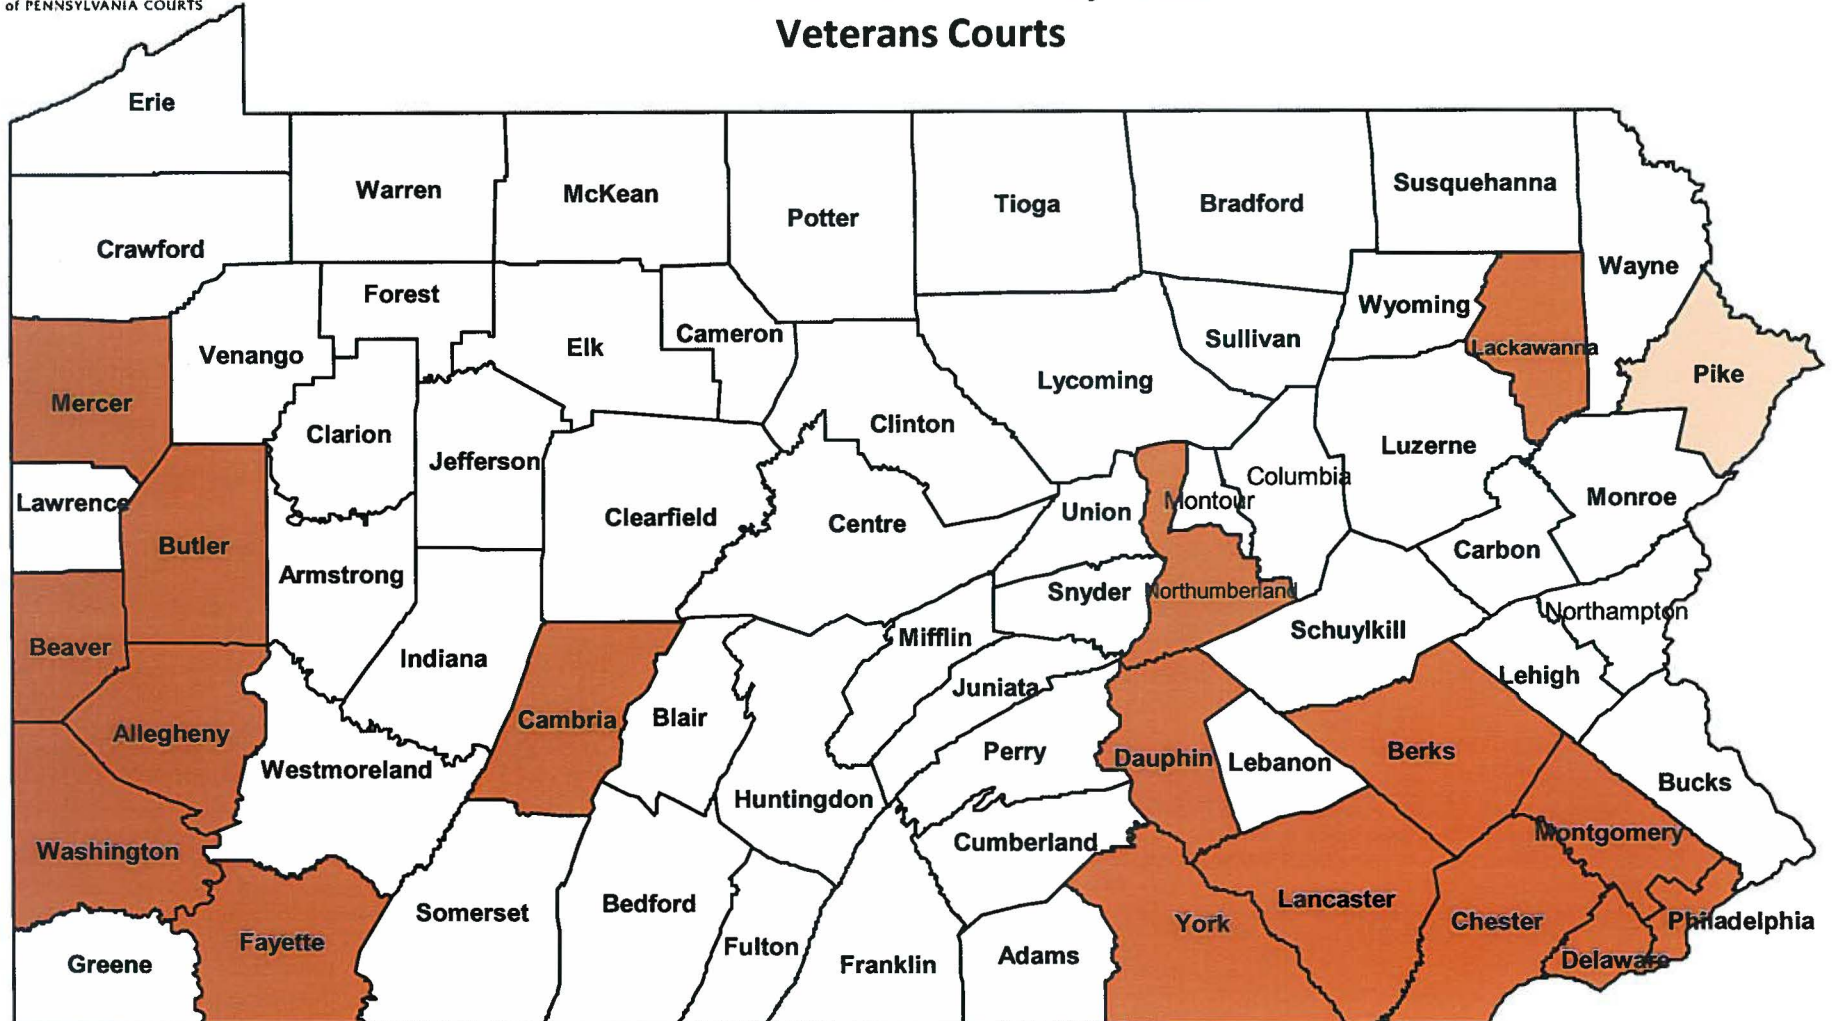 of PENNSYLVANIA COURTS
Veterans Courts
Erie
Warren
McKean
Potter
Tioga
Bradford
Susquehanna
Crawford
Wayne
Forest
Wyoming
Cameron
Sullivan
Elk
Venango
Lackawanna
Lycoming
Pike
Mercer
Clarion
Clinton
Jefferson
Luzerne
Columbia
Lawrence
Montour
Monroe
Union
Clearfield
Centre
Butler
Carbon
Armstrong
Snyder
Northumberland
Northampton
Schuylkill
Mifflin
Beaver
Indiana
Lehigh
Juniata
Cambria
Blair
Allegheny
Perry
Dauphin
Lebanon
Berks
Westmoreland
Bucks
Huntingdon
Montgomery
Cumberland
Washington
Lancaster
Bedford
Somerset
York
Chester
Philadelphia
Fayette
Fulton
Adams
Delaware
Greene
Franklin